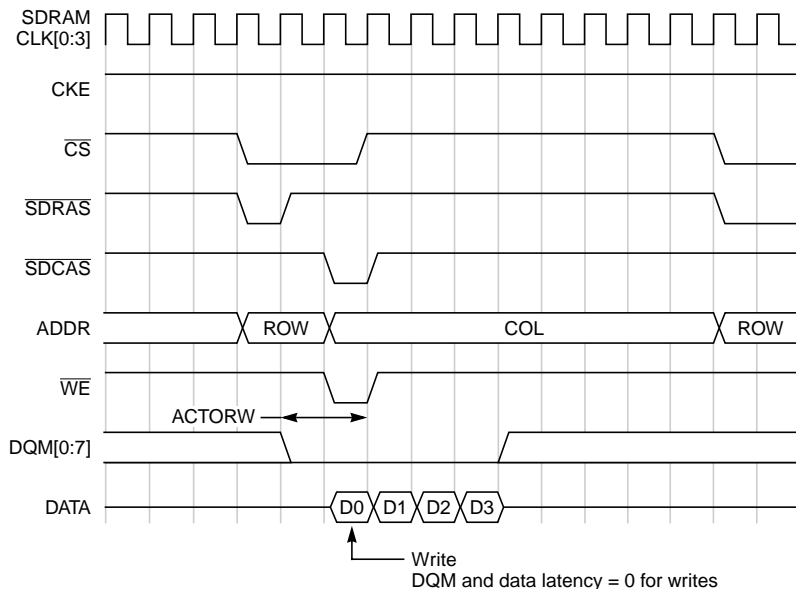 SDRAM
CLK[0:3]
CKE
CS
SDRAS
SDCAS
ADDR ROW COL ROW
WE
ACTORW
DQM[0:7]
DATA D0 D1 D2 D3
Write
DQM and data latency = 0 for writes